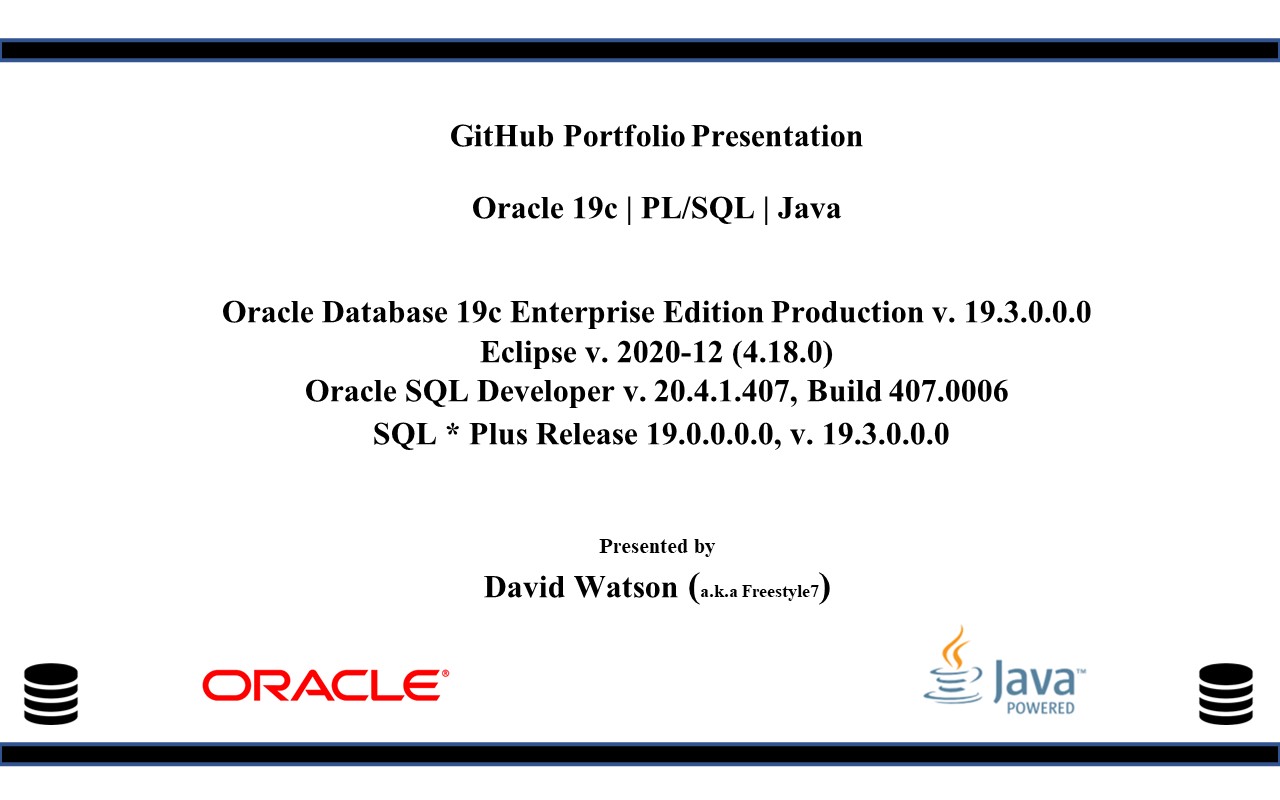 GitHub Portfolio Presentation
Oracle 19c | PL/SQL | Java
Oracle Database 19c Enterprise Edition Production v. 19.3.0.0.0
Eclipse v. 2020-12 (4.18.0)
Oracle SQL Developer v. 20.4.1.407, Build 407.0006
SQL * Plus Release 19.0.0.0.0, v. 19.3.0.0.0
Presented by
David Watson (a.k.a Freestyle7)
ORACLE®
Java™
POWERED